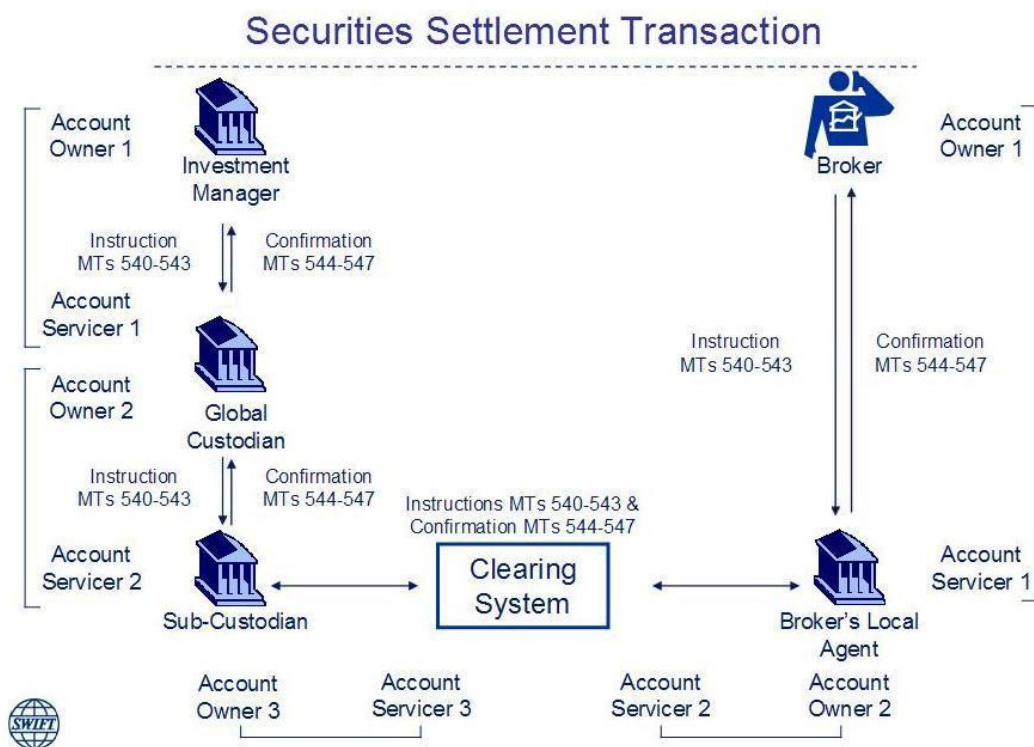 Securities Settlement Transaction
Account
Owner 1
Investment
Manager
Broker
Account
Owner 1
Instruction
MTs 540-543
Confirmation
MTs 544-547
Account
Servicer 1
Instruction
MTs 540-543
Confirmation
MTs 544-547
Account
Owner 2
Global
Custodian
Instruction
MTs 540-543
Confirmation
MTs 544-547
Instructions MTs 540-543 &
Confirmation MTs 544-547
Account
Servicer 2
Sub-Custodian
Clearing
System
Account
Servicer 1
Broker's Local
Agent
Account
Owner 3
Account
Servicer 3
Account
Servicer 2
Account
Owner 2
SWIFT